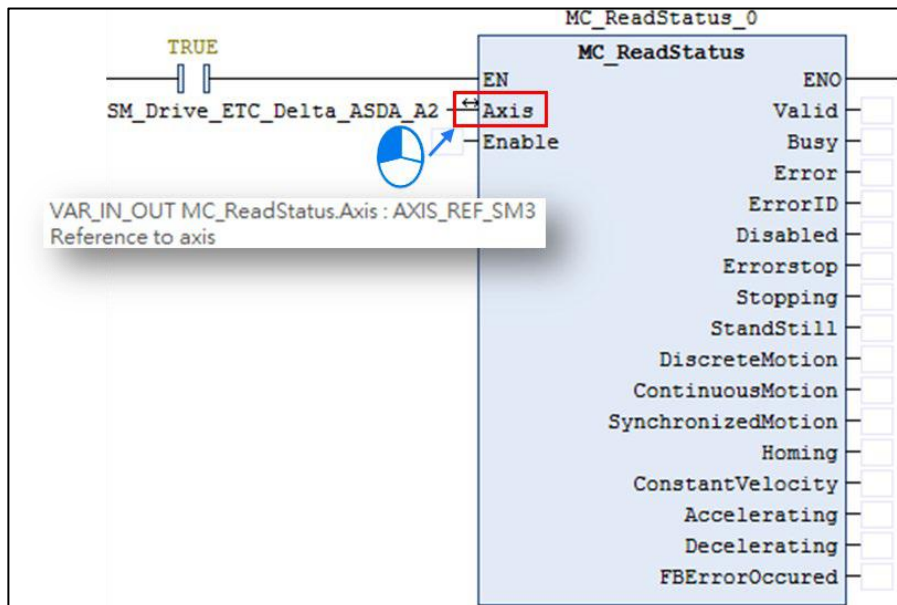 MC_ReadStatus_0
TRUE
MC_ReadStatus
EN
ENO
SM_Drive_ETC_Delta_ASDA_A2
Axis
Valid
Enable
Busy
Error
VAR_IN_OUT MC_ReadStatus.Axis : AXIS_REF_SM3
Reference to axis
ErrorID
Disabled
Errorstop
Stopping
StandStill
DiscreteMotion
ContinuousMotion
SynchronizedMotion
Homing
ConstantVelocity
Accelerating
Decelerating
FBErrorOccured